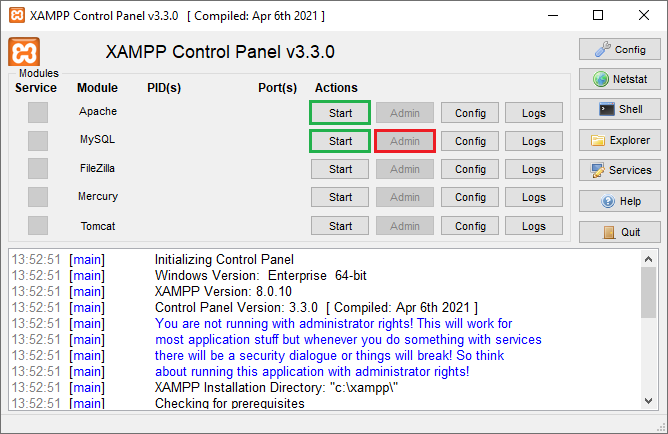 XAMPP Control Panel v3.3.0 [ Compiled: Apr 6th 2021 ]
XAMPP Control Panel v3.3.0
Config
Modules
Service Module PID(s) Port(s) Actions
Netstat
Apache Start Admin Config Logs
Shell
MySQL Start Admin Config Logs
Explorer
FileZilla Start Admin Config Logs
Services
Mercury Start Admin Config Logs
Help
Tomcat Start Admin Config Logs
Quit
13:52:51 [main] Initializing Control Panel
13:52:51 [main] Windows Version: Enterprise 64-bit
13:52:51 [main] XAMPP Version: 8.0.10
13:52:51 [main] Control Panel Version: 3.3.0 [ Compiled: Apr 6th 2021 ]
13:52:51 [main] You are not running with administrator rights! This will work for
13:52:51 [main] most application stuff but whenever you do something with services
13:52:51 [main] there will be a security dialogue or things will break! So think
13:52:51 [main] about running this application with administrator rights!
13:52:51 [main] XAMPP Installation Directory: "c:\xampp\"
13:52:51 [main] Checking for prerequisites